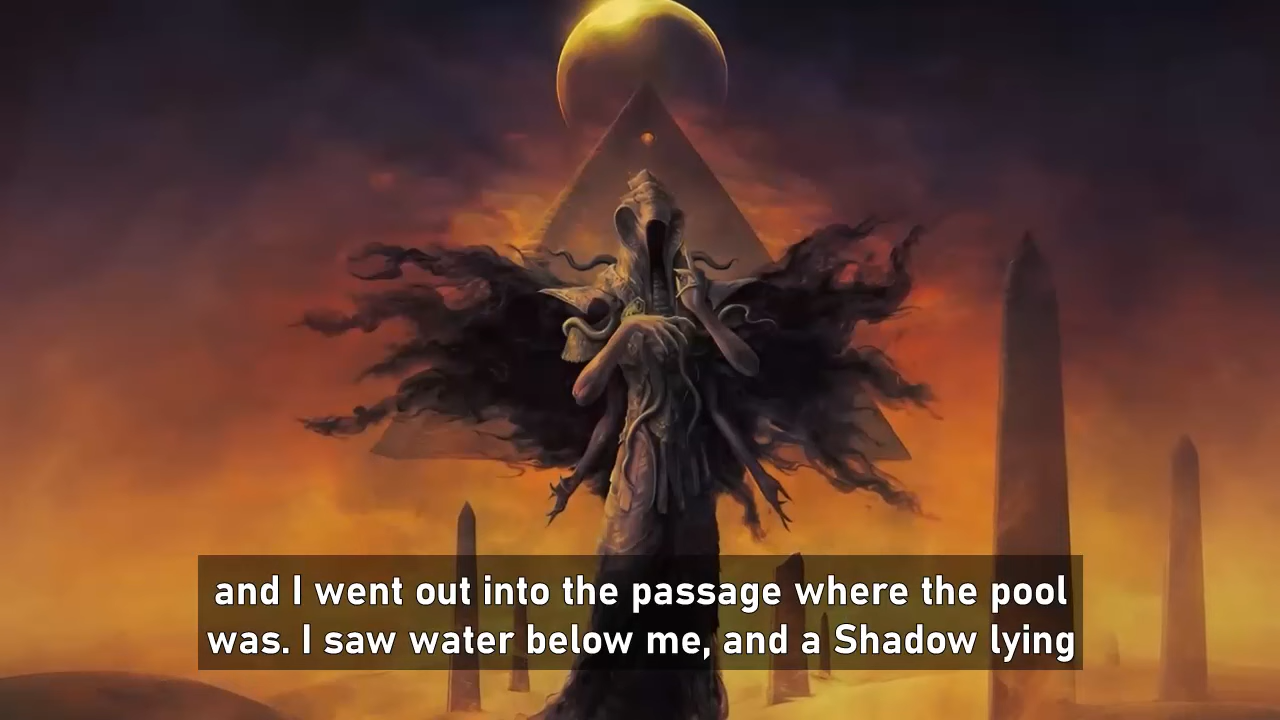 and I went out into the passage where the pool
was. I saw water below me, and a Shadow lying